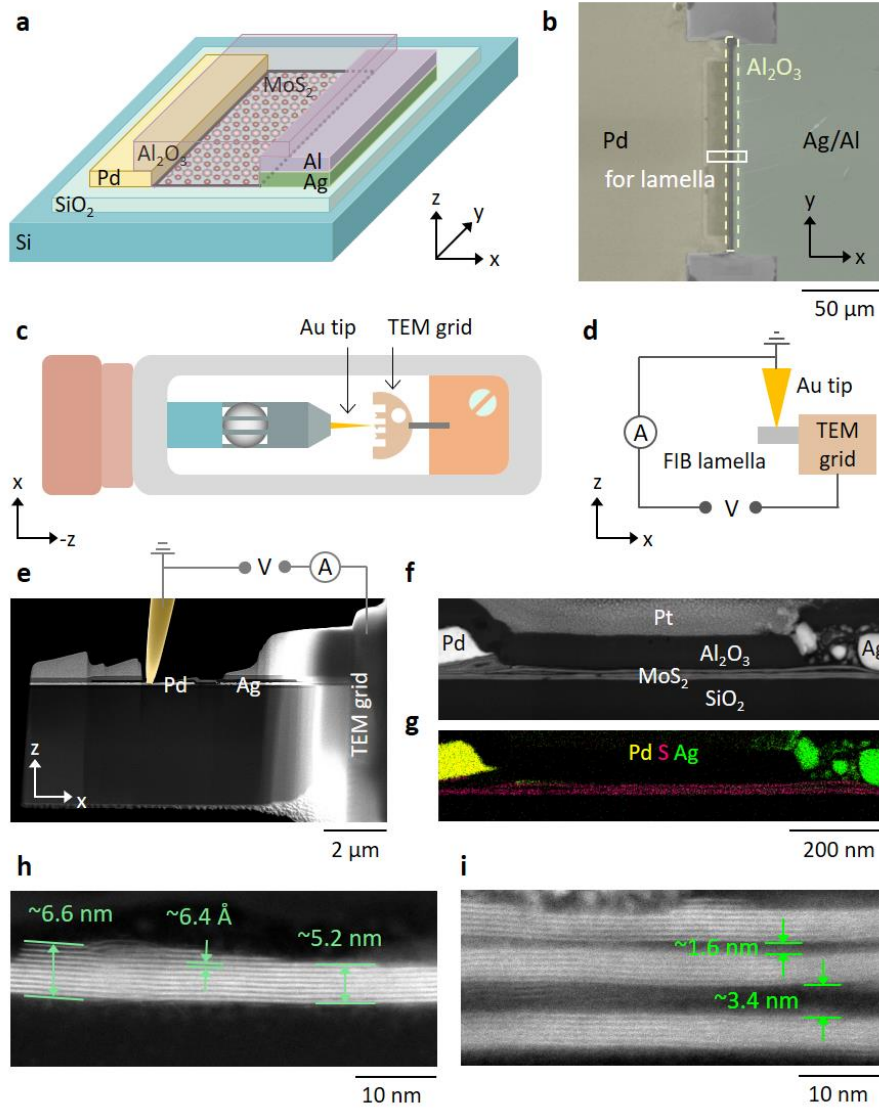 a
MoS₂
Al₂O₃
Al
Pd
Ag
SiO₂
Si
z
y
x
b
Al₂O₃
Pd
Ag/Al
for lamella
y
x
50 μm
c
Au tip
TEM grid
x
-z
d
Au tip
A
TEM
grid
FIB lamella
z
V
x
e
V
A
Pd
Ag
TEM grid
z
x
2 μm
f
Pt
Pd
Al₂O₃
Ag
MoS₂
SiO₂
g
Pd S Ag
200 nm
h
~6.6 nm
~6.4 Å
~5.2 nm
10 nm
i
~1.6 nm
~3.4 nm
10 nm